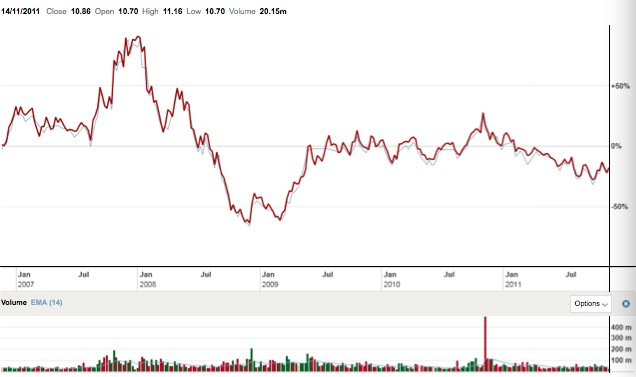 14/11/2011 Close 10.86 Open 10.70 High 11.16 Low 10.70 Volume 20.15m
+50%
0%
-50%
Jan Jul Jan Jul Jan Jul Jan Jul Jan Jul
2007 2008 2009 2010 2011
Volume EMA (14) Options
400 m
300 m
200 m
100 m